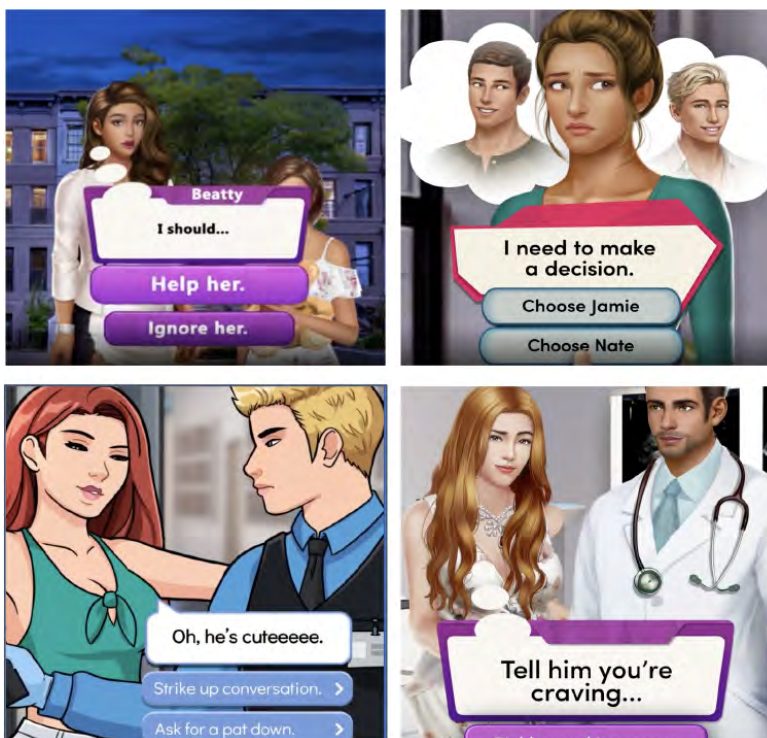 Beatty
I should...
Help her.
Ignore her.
I need to make
a decision.
Choose Jamie
Choose Nate
Oh, he's cuteeeee.
Strike up conversation.
Ask for a pat down.
Tell him you're
craving...